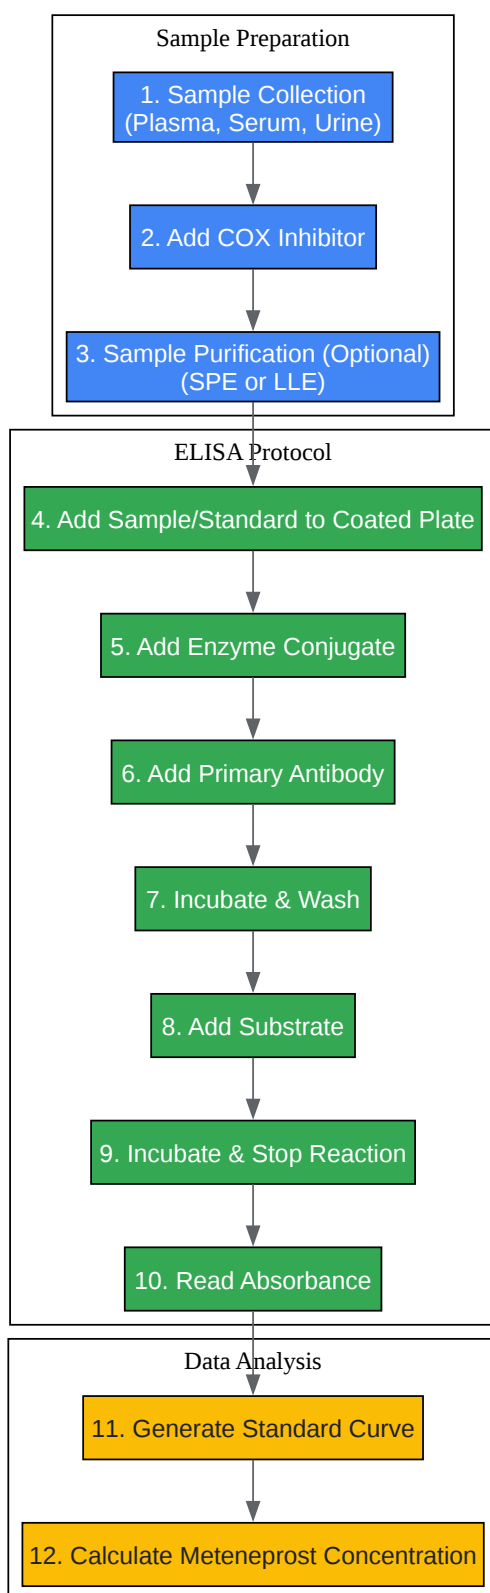 Sample Preparation
1. Sample Collection
(Plasma, Serum, Urine)
2. Add COX Inhibitor
3. Sample Purification (Optional)
(SPE or LLE)
ELISA Protocol
4. Add Sample/Standard to Coated Plate
5. Add Enzyme Conjugate
6. Add Primary Antibody
7. Incubate & Wash
8. Add Substrate
9. Incubate & Stop Reaction
10. Read Absorbance
Data Analysis
11. Generate Standard Curve
12. Calculate Meteneprost Concentration